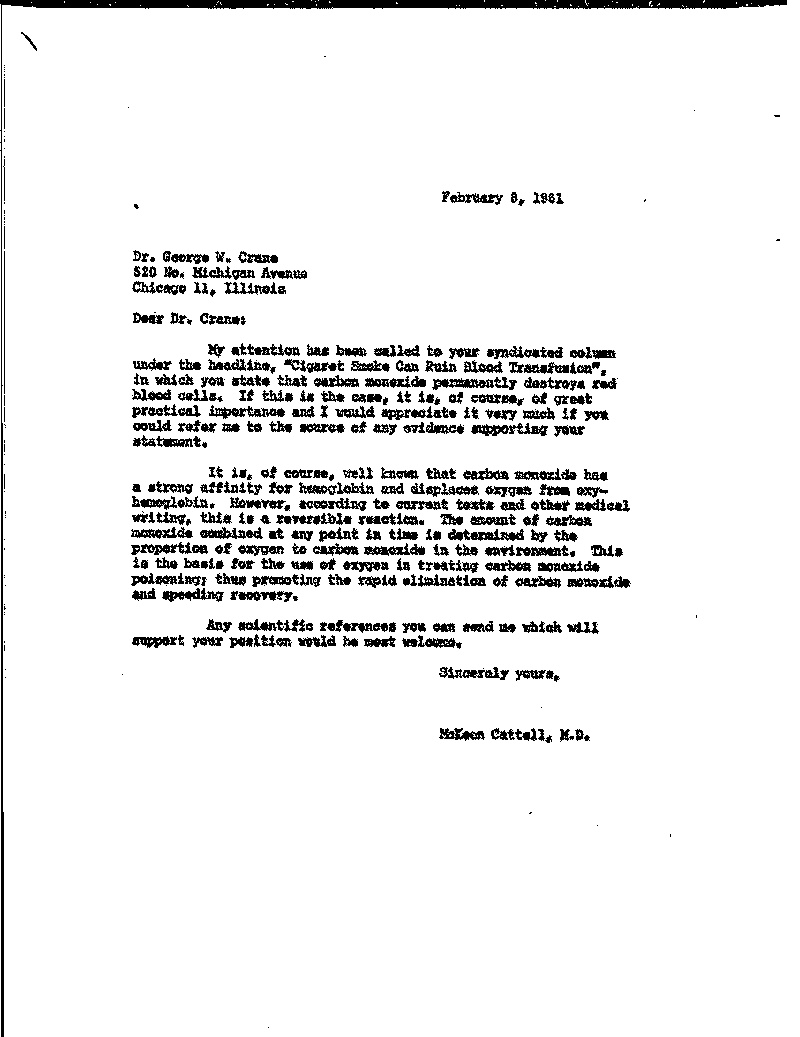 February 8, 1961
Dr. George W. Crane
520 No. Michigan Avenue
Chicago 11, Illinois
Dear Dr. Crane:
My attention has been called to your syndicated column
under the headline, "Cigaret Smoke Can Ruin Blood Transfusion",
in which you state that carbon monoxide permanently destroys red
blood cells. If this is the case, it is, of course, of great
practical importance and I would appreciate it very much if you
could refer me to the source of any evidence supporting your
statement.
It is, of course, well known that carbon monoxide has
a strong affinity for hemoglobin and displaces oxygen from oxy-
hemoglobin. However, according to current texts and other medical
writing, this is a reversible reaction. The amount of carbon
monoxide combined at any point in time is determined by the
proportion of oxygen to carbon monoxide in the environment. This
is the basis for the use of oxygen in treating carbon monoxide
poisoning; thus promoting the rapid elimination of carbon monoxide
and speeding recovery.
Any scientific references you can send me which will
support your position would be most welcome.
Sincerely yours,
McKeen Cattell, M.D.